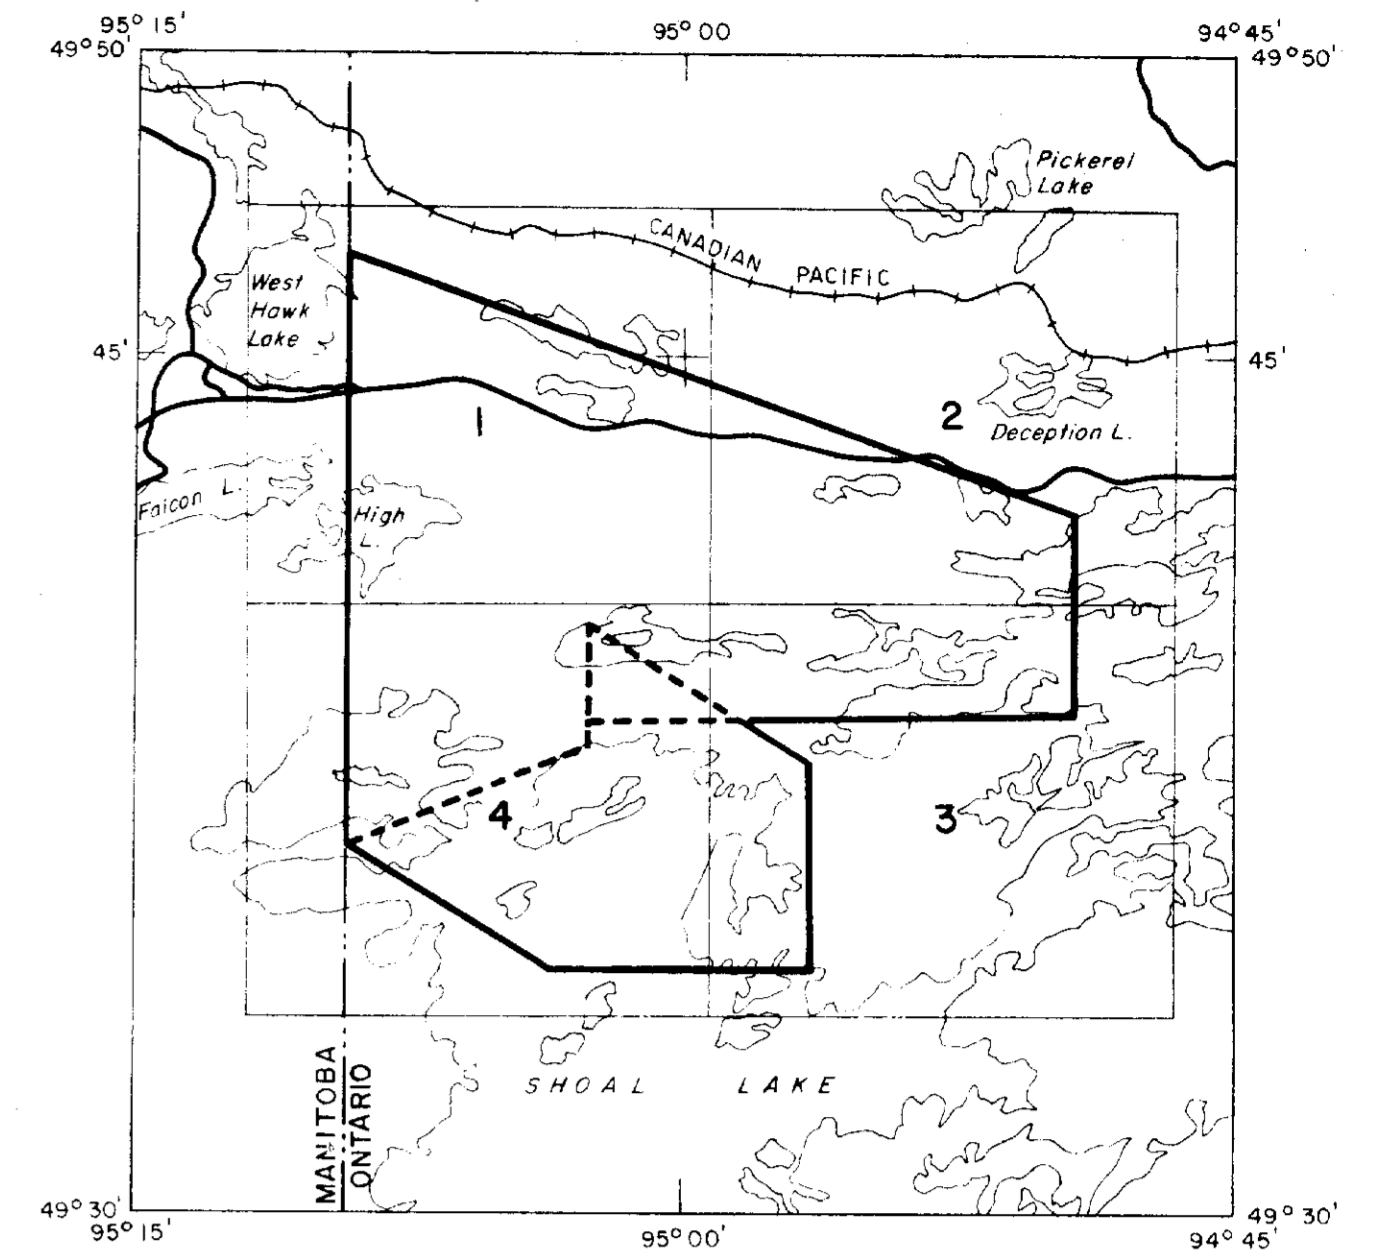 95° 15'
95° 00
94° 45'
49° 50'
49° 50'
Pickerel
Lake
CANADIAN PACIFIC
West
Hawk
Lake
45'
45'
1
2
Deception L.
Falcon L.
High
L.
4
3
SHOAL LAKE
MANITOBA
ONTARIO
49° 30'
49° 30'
95° 15'
95° 00'
94° 45'